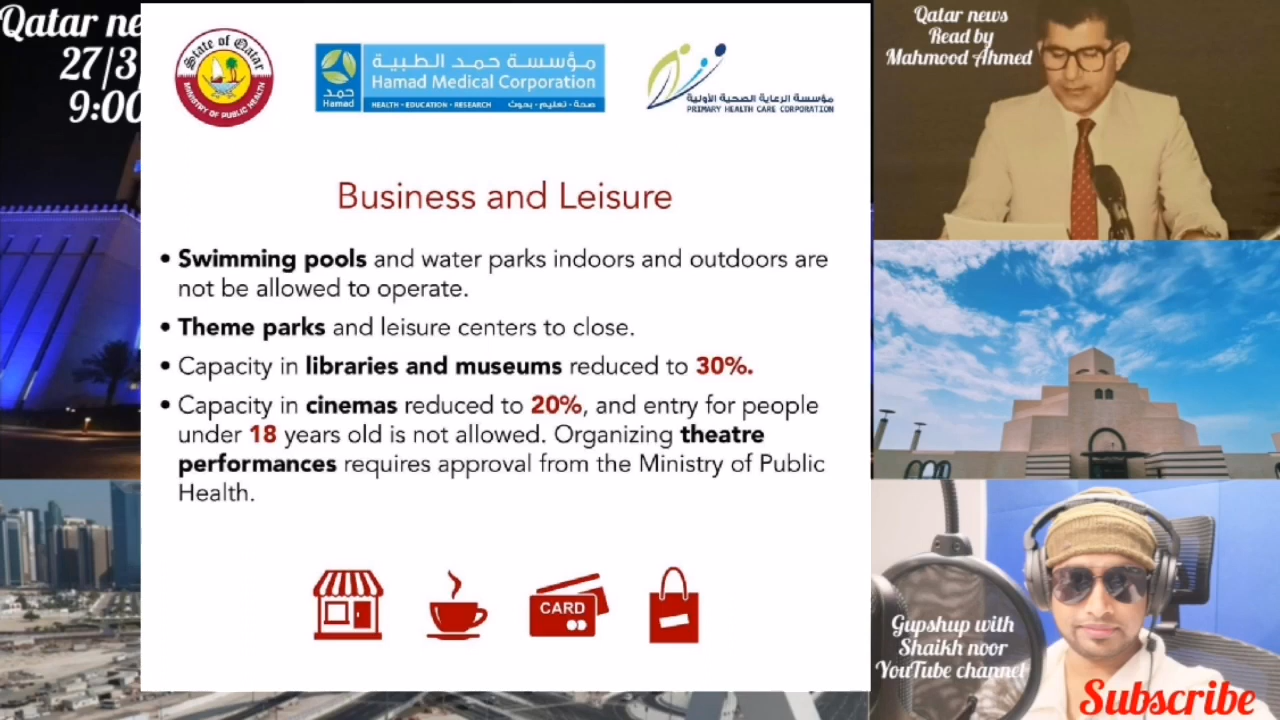 Qatar ne
27/3
9:00
State of Qatar
MINISTRY OF PUBLIC HEALTH
حمد
Hamad
مؤسسة حمد الطبية
Hamad Medical Corporation
HEALTH • EDUCATION • RESEARCH صحة • تعليم • بحوث
مؤسسة الرعاية الصحية الأولية
PRIMARY HEALTH CARE CORPORATION
Business and Leisure
• Swimming pools and water parks indoors and outdoors are
not be allowed to operate.
• Theme parks and leisure centers to close.
• Capacity in libraries and museums reduced to 30%.
• Capacity in cinemas reduced to 20%, and entry for people
under 18 years old is not allowed. Organizing theatre
performances requires approval from the Ministry of Public
Health.
CARD
Qatar news
Read by
Mahmood Ahmed
Gupshup with
Shaikh noor
YouTube channel
Subscribe